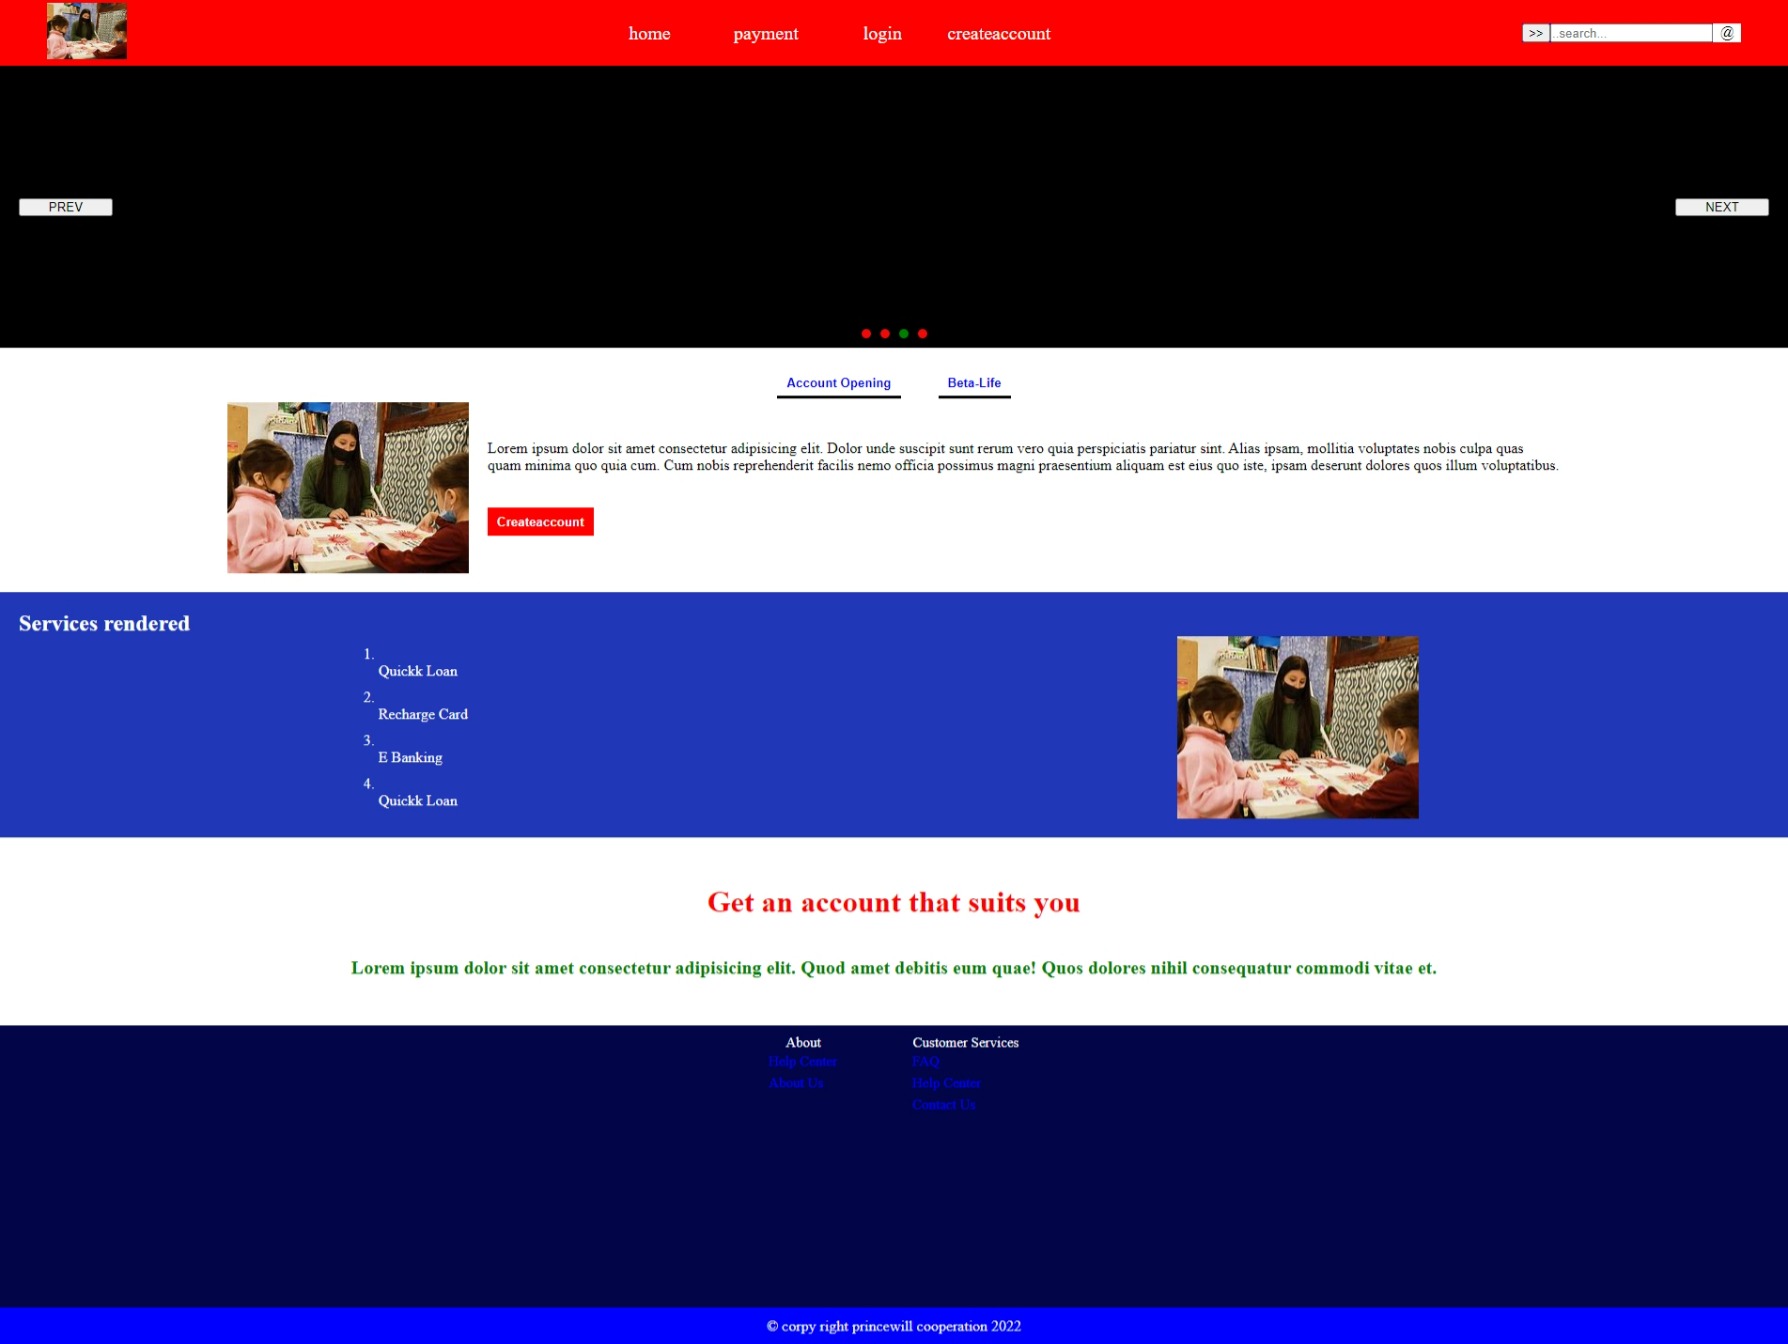 home payment login createaccount >> ..search... @
PREV NEXT
Account Opening Beta-Life
Lorem ipsum dolor sit amet consectetur adipisicing elit. Dolor unde suscipit sunt rerum vero quia perspiciatis pariatur sint. Alias ipsam, mollitia voluptates nobis culpa quas
quam minima quo quia cum. Cum nobis reprehenderit facilis nemo officia possimus magni praesentium aliquam est eius quo iste, ipsam deserunt dolores quos illum voluptatibus.
Createaccount
Services rendered
1.
Quickk Loan
2.
Recharge Card
3.
E Banking
4.
Quickk Loan
Get an account that suits you
Lorem ipsum dolor sit amet consectetur adipisicing elit. Quod amet debitis eum quae! Quos dolores nihil consequatur commodi vitae et.
About
Help Center
About Us
Customer Services
FAQ
Help Center
Contact Us
© corpy right princewill cooperation 2022